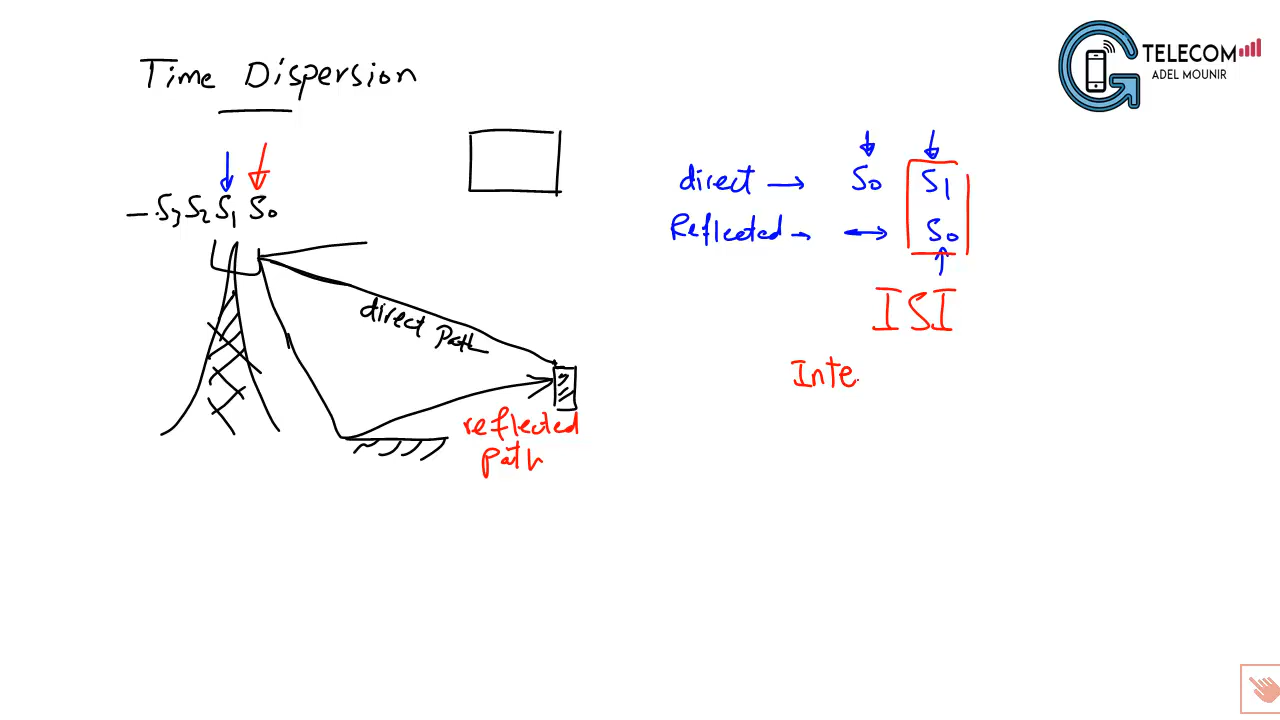 Time Dispersion
TELECOM
ADEL MOUNIR
- .S3 S2 S1 S0
direct → S0 S1
Reflected → ↔ S0
ISI
Inte
direct path
reflected
path